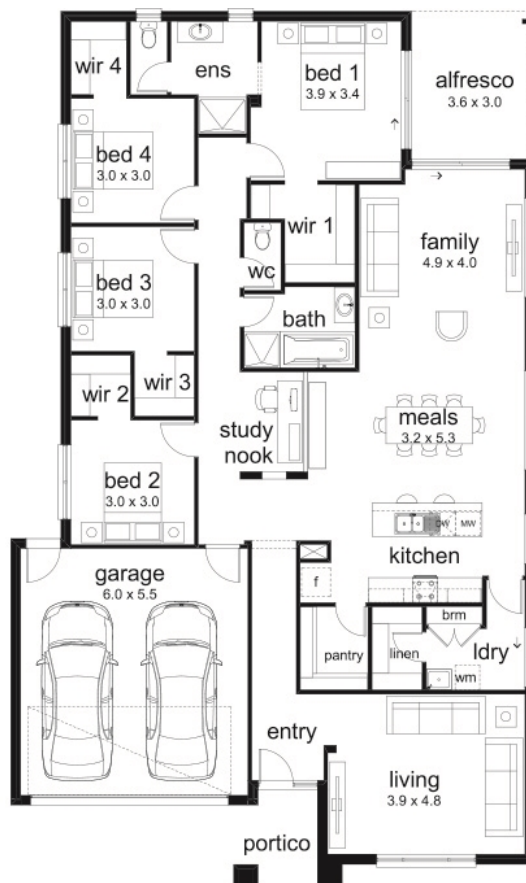 wir 4
ens
bed 1
3.9 x 3.4
alfresco
3.6 x 3.0
bed 4
3.0 x 3.0
wir 1
family
4.9 x 4.0
wc
bed 3
3.0 x 3.0
bath
wir 3
wir 2
study
nook
meals
3.2 x 5.3
bed 2
3.0 x 3.0
DW
MW
kitchen
garage
6.0 x 5.5
f
brm
pantry
linen
ldry
wm
entry
living
3.9 x 4.8
portico